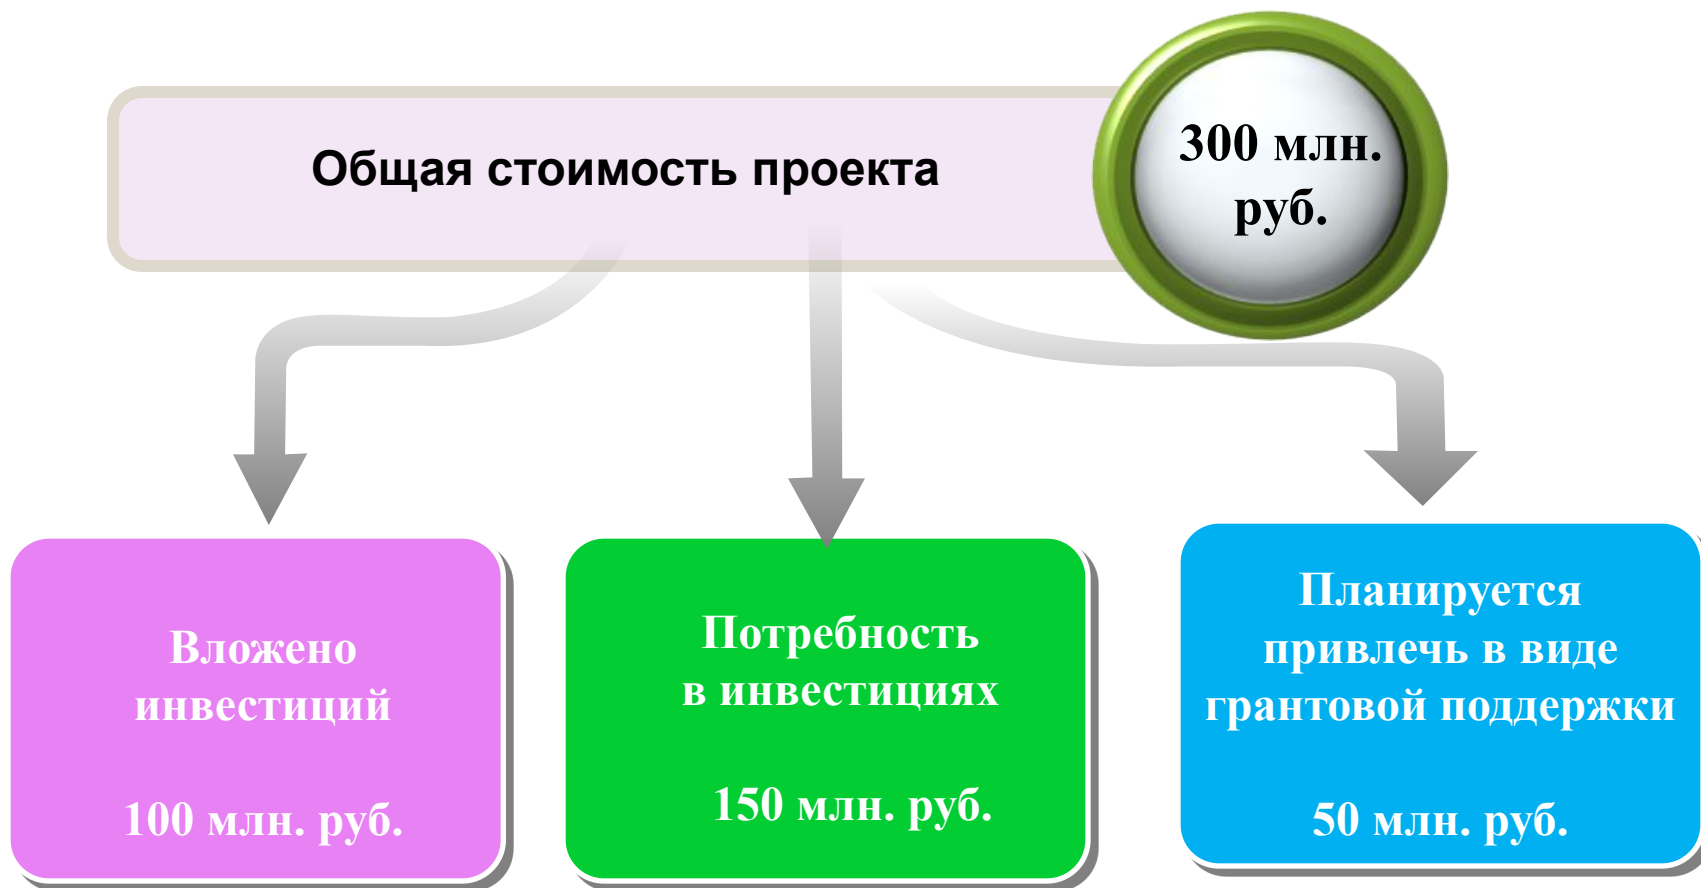 Общая стоимость проекта
300 млн.
руб.
Вложено
инвестиций
100 млн. руб.
Потребность
в инвестициях
150 млн. руб.
Планируется
привлечь в виде
грантовой поддержки
50 млн. руб.